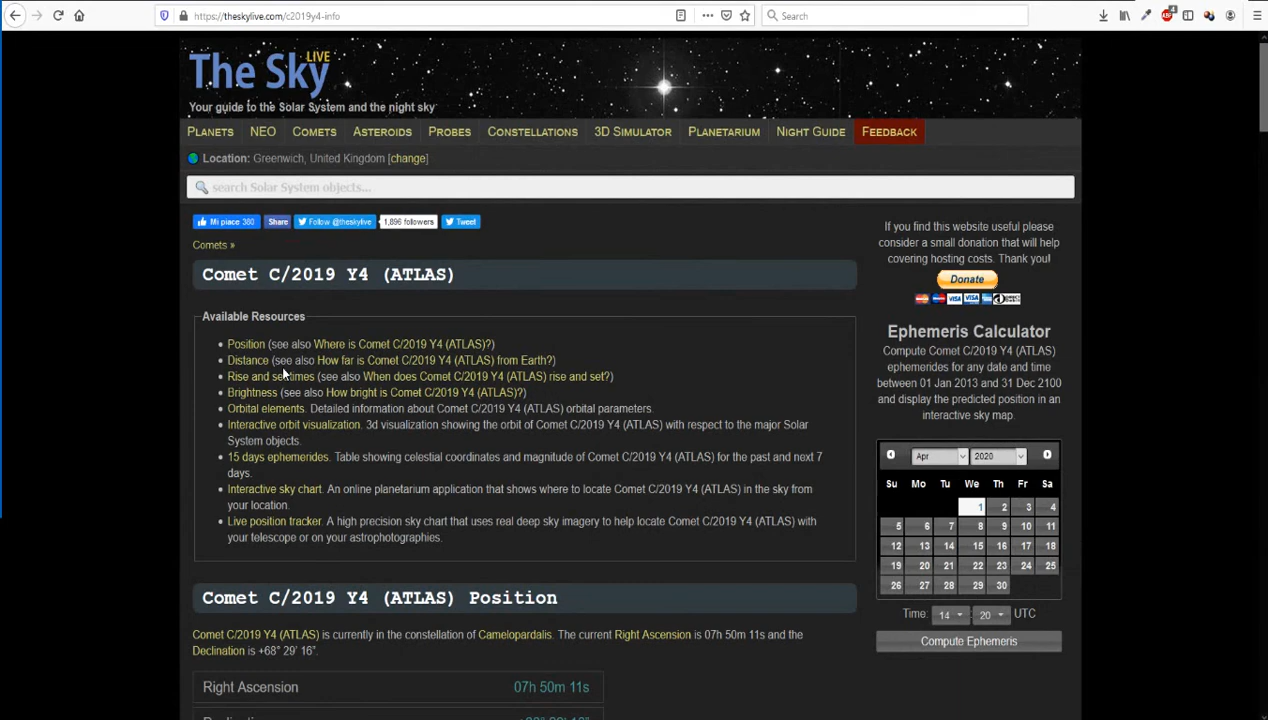 https://theskylive.com/c2019y4-info
Search
The Sky LIVE
Your guide to the Solar System and the night sky
PLANETS NEO COMETS ASTEROIDS PROBES CONSTELLATIONS 3D SIMULATOR PLANETARIUM NIGHT GUIDE FEEDBACK
Location: Greenwich, United Kingdom [change]
search Solar System objects...
Mi piace 380 Share Follow @theskylive 1,896 followers Tweet
Comets »
Comet C/2019 Y4 (ATLAS)
Available Resources
Position (see also Where is Comet C/2019 Y4 (ATLAS)?)
Distance (see also How far is Comet C/2019 Y4 (ATLAS) from Earth?)
Rise and set times (see also When does Comet C/2019 Y4 (ATLAS) rise and set?)
Brightness (see also How bright is Comet C/2019 Y4 (ATLAS)?)
Orbital elements. Detailed information about Comet C/2019 Y4 (ATLAS) orbital parameters.
Interactive orbit visualization. 3d visualization showing the orbit of Comet C/2019 Y4 (ATLAS) with respect to the major Solar
System objects.
15 days ephemerides. Table showing celestial coordinates and magnitude of Comet C/2019 Y4 (ATLAS) for the past and next 7
days.
Interactive sky chart. An online planetarium application that shows where to locate Comet C/2019 Y4 (ATLAS) in the sky from
your location.
Live position tracker. A high precision sky chart that uses real deep sky imagery to help locate Comet C/2019 Y4 (ATLAS) with
your telescope or on your astrophotographies.
Comet C/2019 Y4 (ATLAS) Position
Comet C/2019 Y4 (ATLAS) is currently in the constellation of Camelopardalis. The current Right Ascension is 07h 50m 11s and the
Declination is +68° 29' 16".
Right Ascension 07h 50m 11s
If you find this website useful please
consider a small donation that will help
covering hosting costs. Thank you!
Donate
Ephemeris Calculator
Compute Comet C/2019 Y4 (ATLAS)
ephemerides for any date and time
between 01 Jan 2013 and 31 Dec 2100
and display the predicted position in an
interactive sky map.
Apr 2020
Su Mo Tu We Th Fr Sa
1 2 3 4
5 6 7 8 9 10 11
12 13 14 15 16 17 18
19 20 21 22 23 24 25
26 27 28 29 30
Time: 14 : 20 UTC
Compute Ephemeris